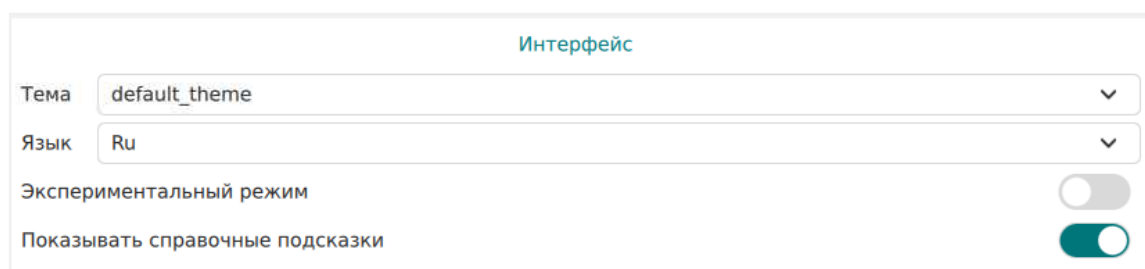 Интерфейс
Тема default_theme
Язык Ru
Экспериментальный режим
Показывать справочные подсказки